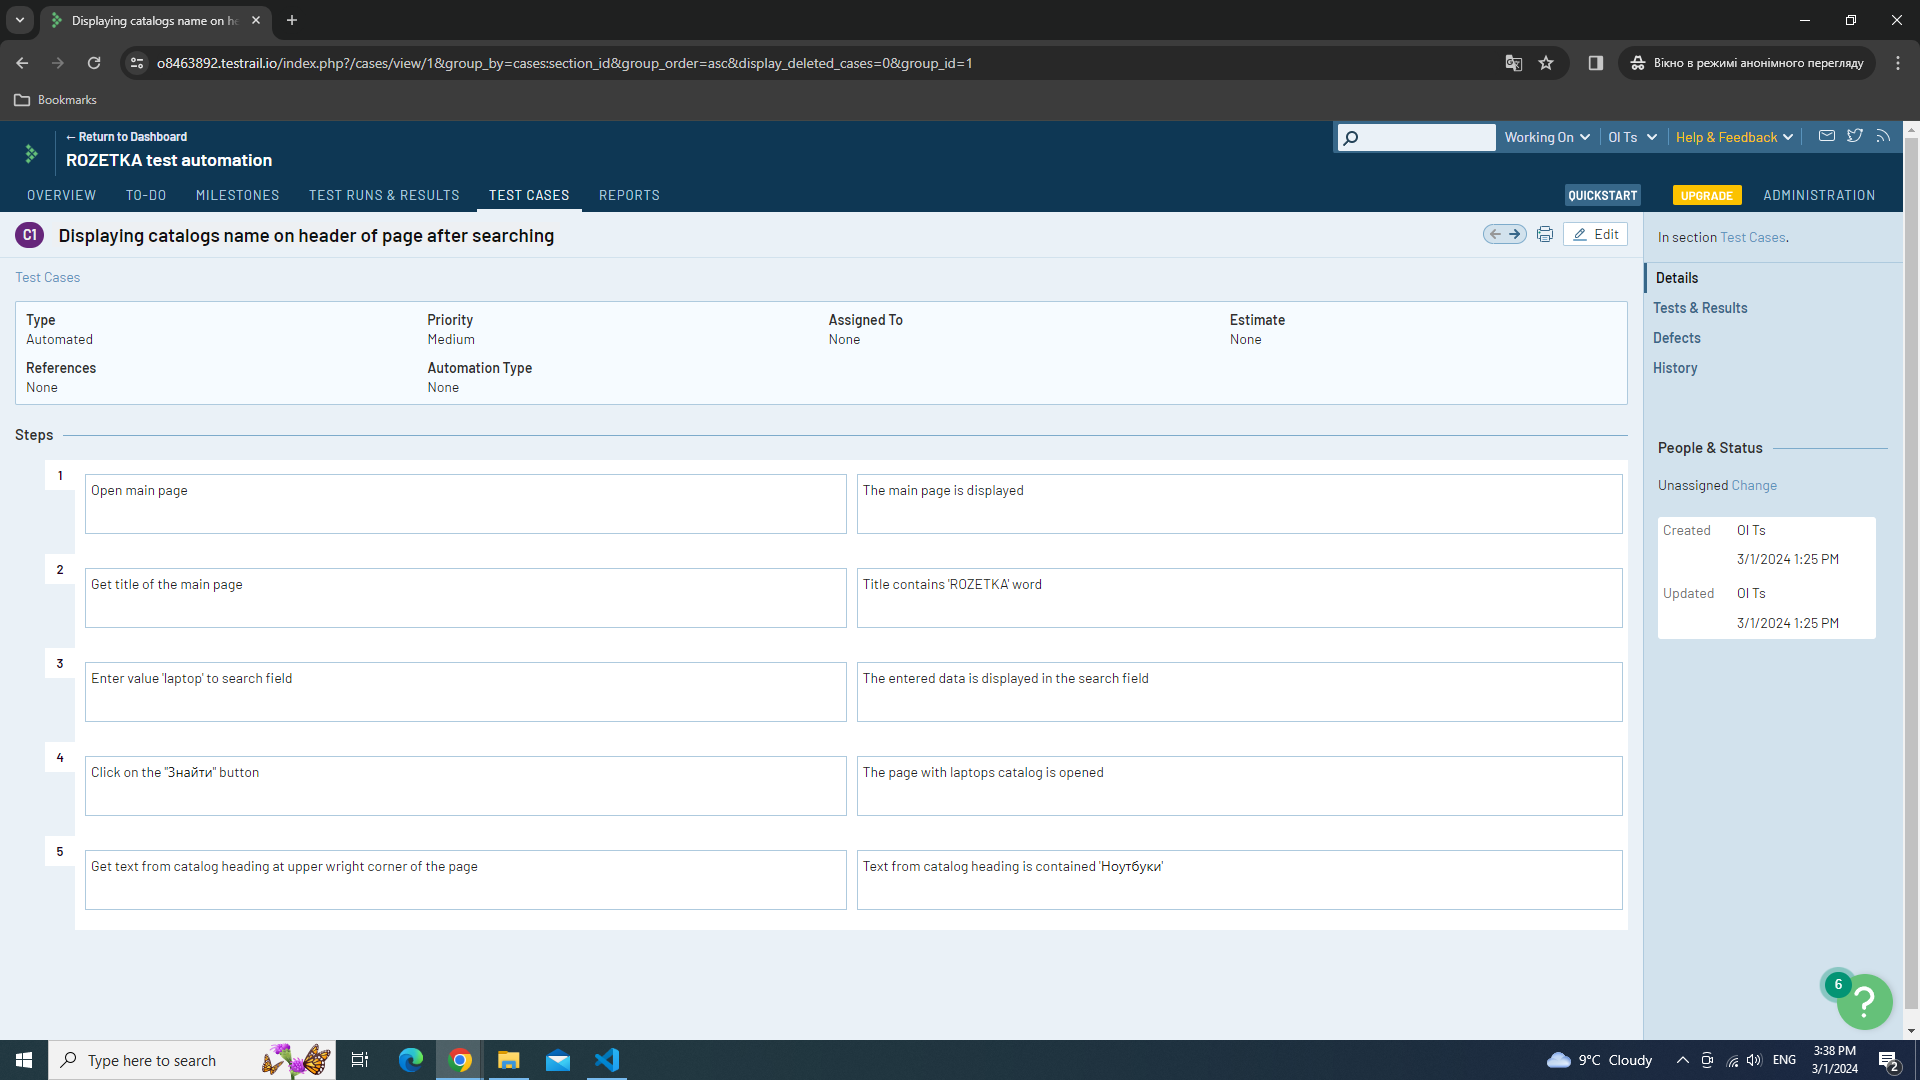 Displaying catalogs name on he
o8463892.testrail.io/index.php?/cases/view/1&group_by=cases:section_id&group_order=asc&display_deleted_cases=0&group_id=1
Вікно в режимі анонімного перегляду
Bookmarks
← Return to Dashboard
ROZETKA test automation
Working On
Ol Ts
Help & Feedback
OVERVIEW
TO-DO
MILESTONES
TEST RUNS & RESULTS
TEST CASES
REPORTS
QUICKSTART
UPGRADE
ADMINISTRATION
C1
Displaying catalogs name on header of page after searching
Edit
In section Test Cases.
Test Cases
Details
Tests & Results
Defects
History
Type
Automated
Priority
Medium
Assigned To
None
Estimate
None
References
None
Automation Type
None
Steps
1
Open main page
The main page is displayed
2
Get title of the main page
Title contains 'ROZETKA' word
3
Enter value 'laptop' to search field
The entered data is displayed in the search field
4
Click on the "Знайти" button
The page with laptops catalog is opened
5
Get text from catalog heading at upper wright corner of the page
Text from catalog heading is contained 'Ноутбуки'
People & Status
Unassigned Change
Created
Ol Ts
3/1/2024 1:25 PM
Updated
Ol Ts
3/1/2024 1:25 PM
6
?
Type here to search
9°C Cloudy
ENG
3:38 PM
3/1/2024
2